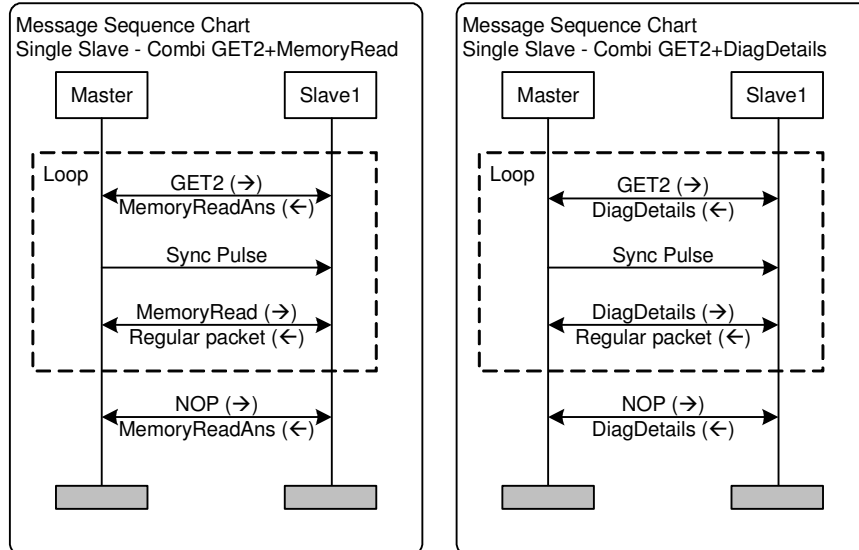 Message Sequence Chart
Single Slave - Combi GET2+MemoryRead
Master
Slave1
Loop
GET2 (→)
MemoryReadAns (←)
Sync Pulse
MemoryRead (→)
Regular packet (←)
NOP (→)
MemoryReadAns (←)
Message Sequence Chart
Single Slave - Combi GET2+DiagDetails
Master
Slave1
Loop
GET2 (→)
DiagDetails (←)
Sync Pulse
DiagDetails (→)
Regular packet (←)
NOP (→)
DiagDetails (←)